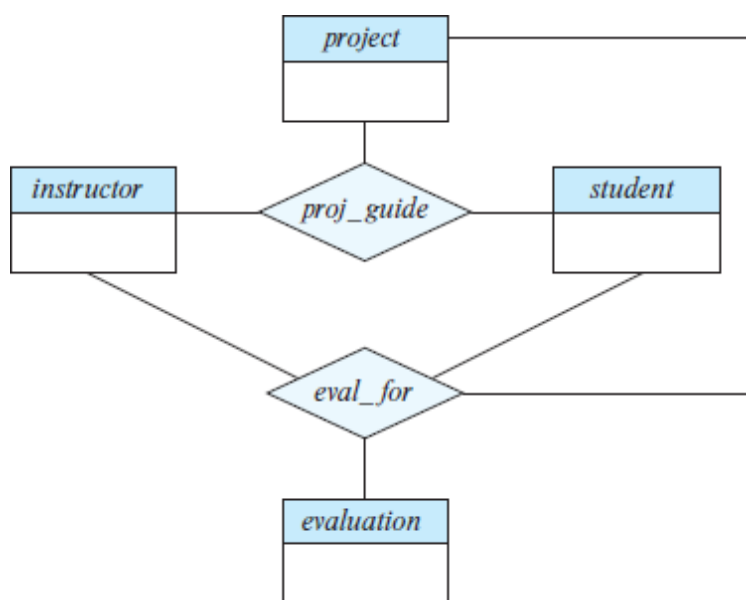 project
instructor
proj_guide
student
eval_for
evaluation